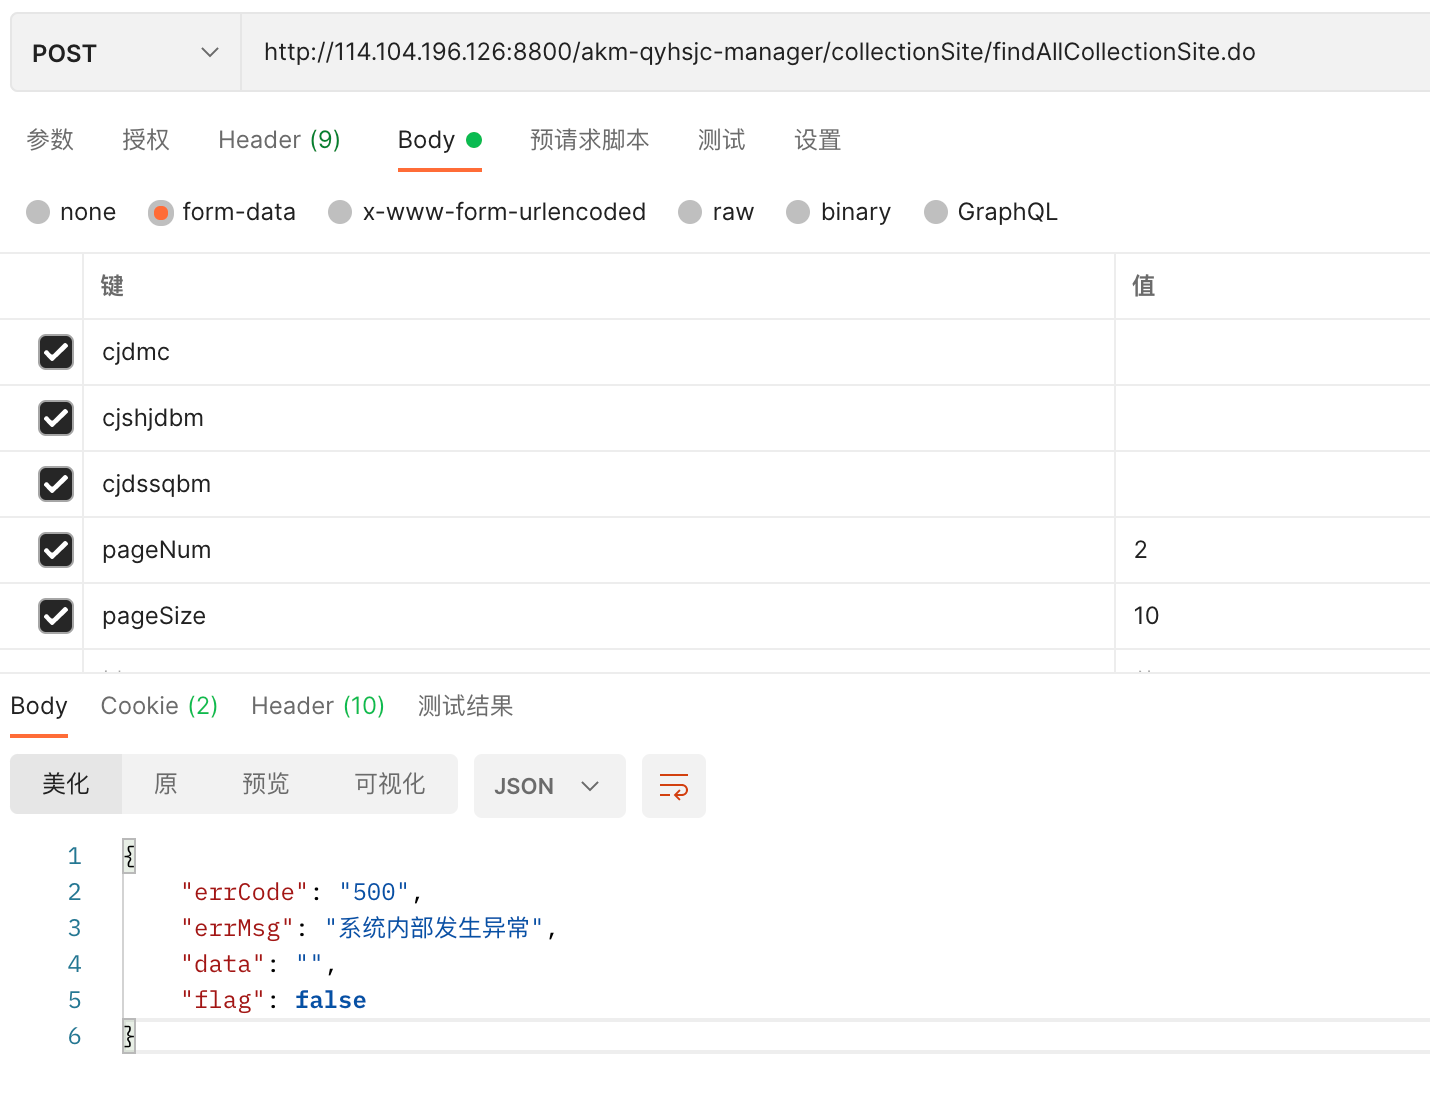 POST http://114.104.196.126:8800/akm-qyhsjc-manager/collectionSite/findAllCollectionSite.do
参数 授权 Header (9) Body 预请求脚本 测试 设置
none form-data x-www-form-urlencoded raw binary GraphQL
键 值
cjdmc
cjshjdbm
cjdssqbm
pageNum 2
pageSize 10
Body Cookie (2) Header (10) 测试结果
美化 原 预览 可视化 JSON
1 {
2 "errCode": "500",
3 "errMsg": "系统内部发生异常",
4 "data": "",
5 "flag": false
6 }